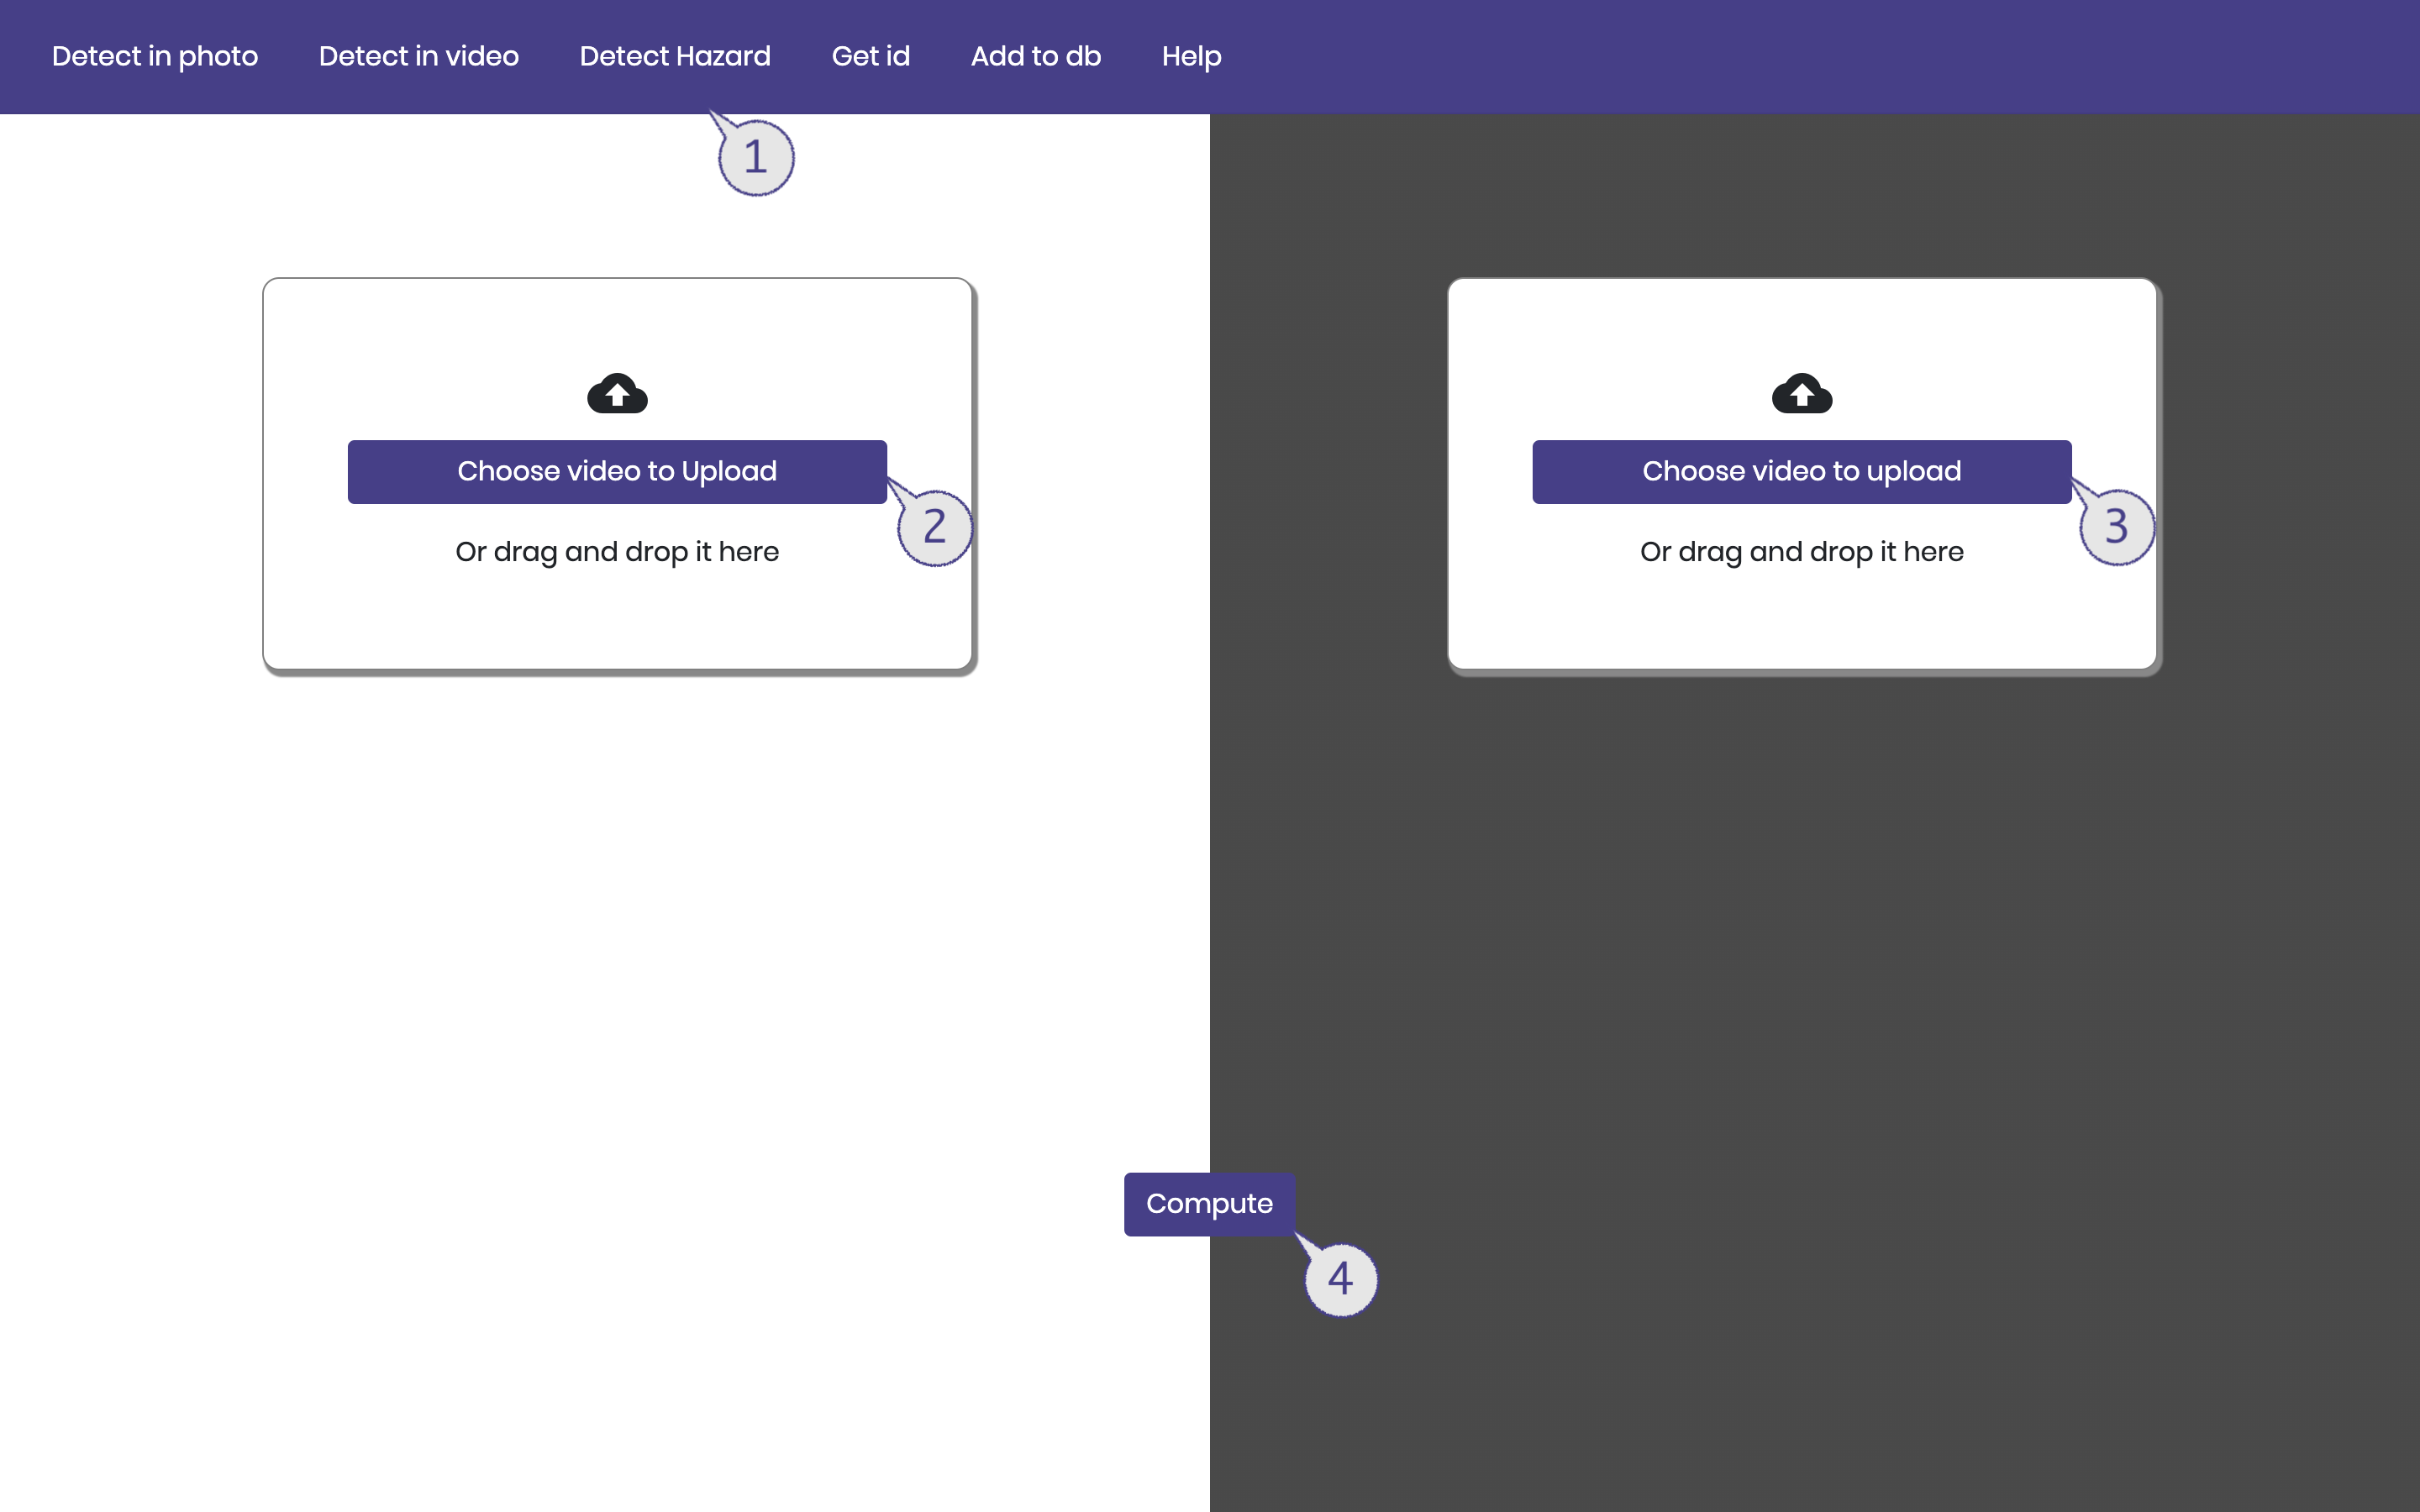 Detect in photo Detect in video Detect Hazard Get id Add to db Help
1
Choose video to Upload
2
Or drag and drop it here
Choose video to upload
3
Or drag and drop it here
Compute
4